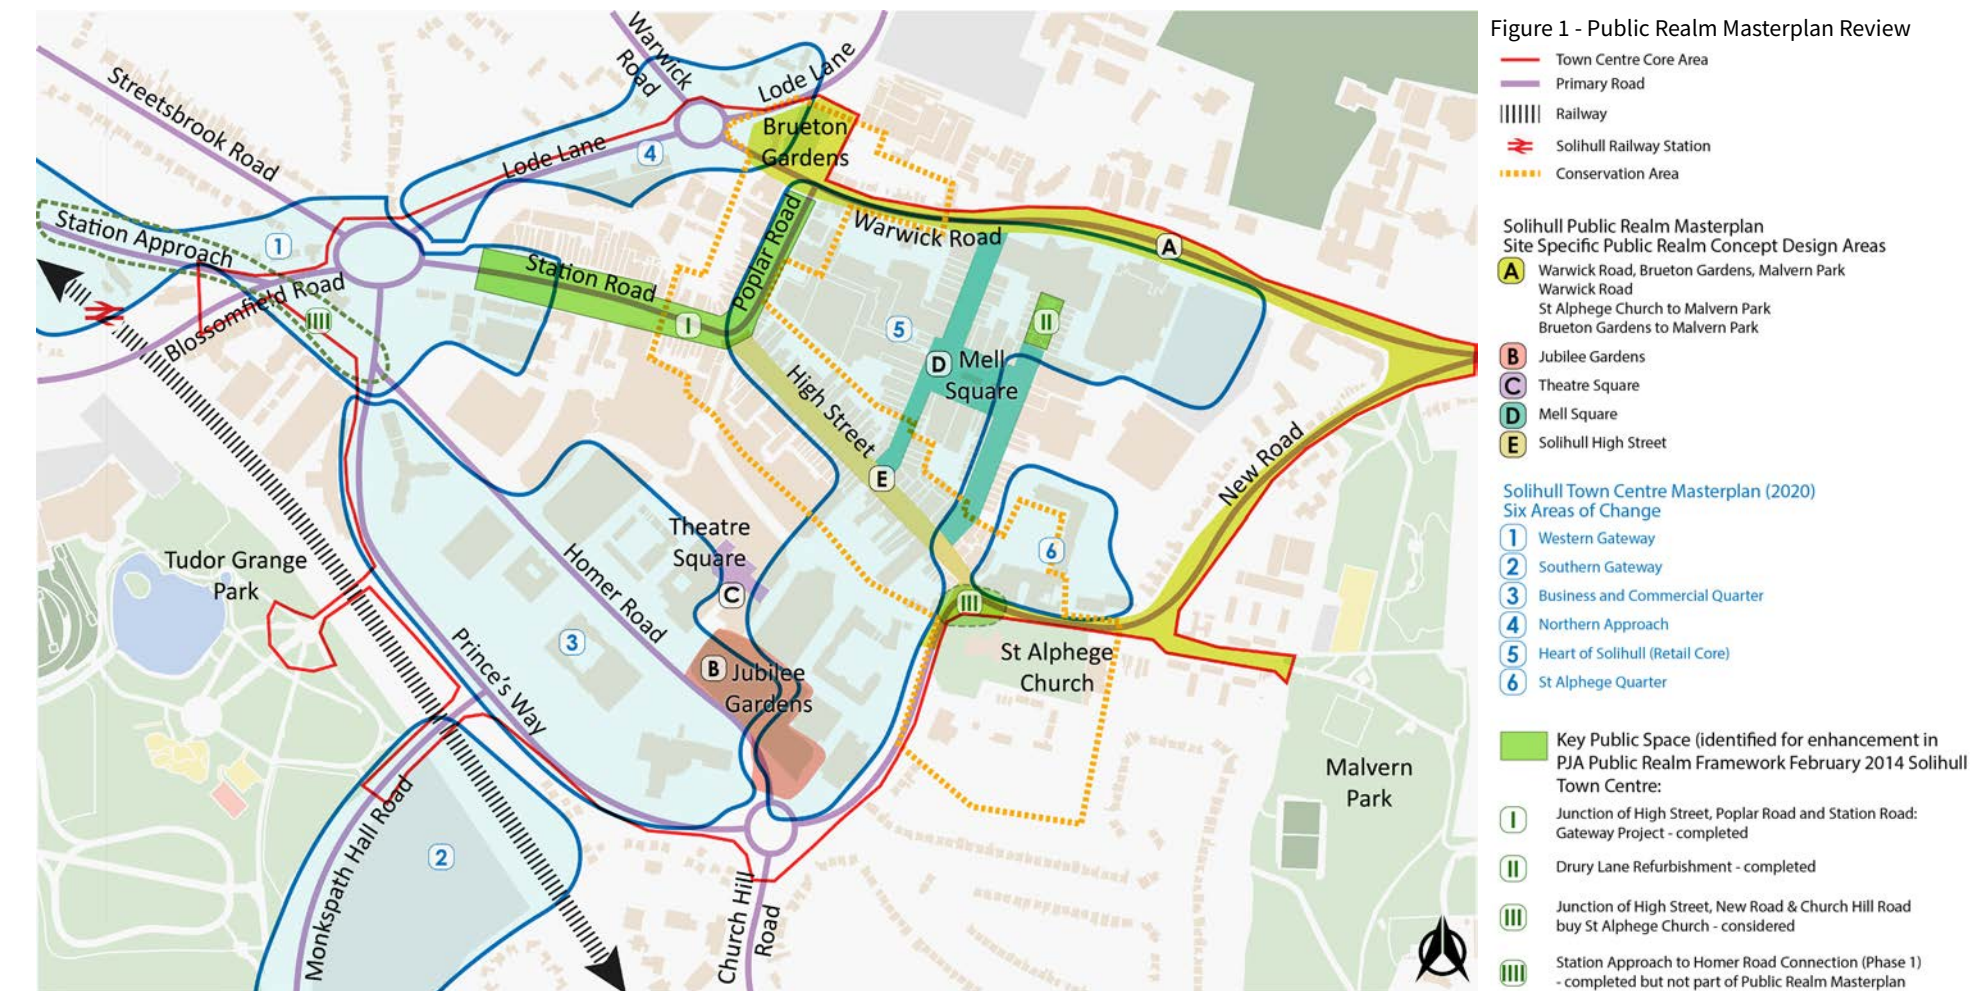 Figure 1 - Public Realm Masterplan Review
Town Centre Core Area
Primary Road
Railway
Solihull Railway Station
Conservation Area
Solihull Public Realm Masterplan
Site Specific Public Realm Concept Design Areas
A
Warwick Road, Brueton Gardens, Malvern Park
Warwick Road
St Alphege Church to Malvern Park
Brueton Gardens to Malvern Park
B Jubilee Gardens
C Theatre Square
D Mell Square
E Solihull High Street
Solihull Town Centre Masterplan (2020)
Six Areas of Change
1 Western Gateway
2 Southern Gateway
3 Business and Commercial Quarter
4 Northern Approach
5 Heart of Solihull (Retail Core)
6 St Alphege Quarter
Key Public Space (identified for enhancement in
PJA Public Realm Framework February 2014 Solihull
Town Centre:
I
Junction of High Street, Poplar Road and Station Road:
Gateway Project - completed
II Drury Lane Refurbishment - completed
III
Junction of High Street, New Road & Church Hill Road
buy St Alphege Church - considered
IIII
Station Approach to Homer Road Connection (Phase 1)
- completed but not part of Public Realm Masterplan
Warwick
Road
Lode Lane
Streetsbrook Road
Brueton
Gardens
Lode Lane
4
Station Approach
1
Poplar Road
Warwick Road
A
Station Road
Blossomfield Road
IIII
I
5
II
D
Mell
Square
High Street
E
New Road
Theatre
Square
C
6
Tudor Grange
Park
Homer Road
III
3
Prince's Way
B
Jubilee
Gardens
St Alphege
Church
Malvern
Park
2
Monkspath Hall Road
Church Hill
Road